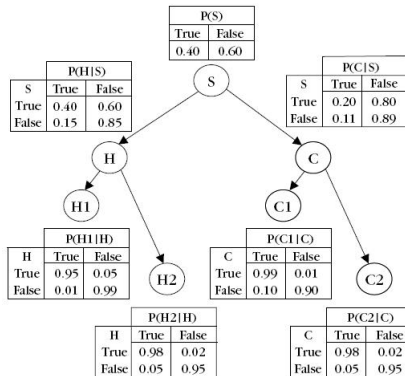 P(S)
True False
0.40 0.60
S
P(H|S)
S True False
True 0.40 0.60
False 0.15 0.85
P(C|S)
S True False
True 0.20 0.80
False 0.11 0.89
H
C
H1
C1
P(H1|H)
H True False
True 0.95 0.05
False 0.01 0.99
H2
P(C1|C)
C True False
True 0.99 0.01
False 0.10 0.90
C2
P(H2|H)
H True False
True 0.98 0.02
False 0.05 0.95
P(C2|C)
C True False
True 0.98 0.02
False 0.05 0.95